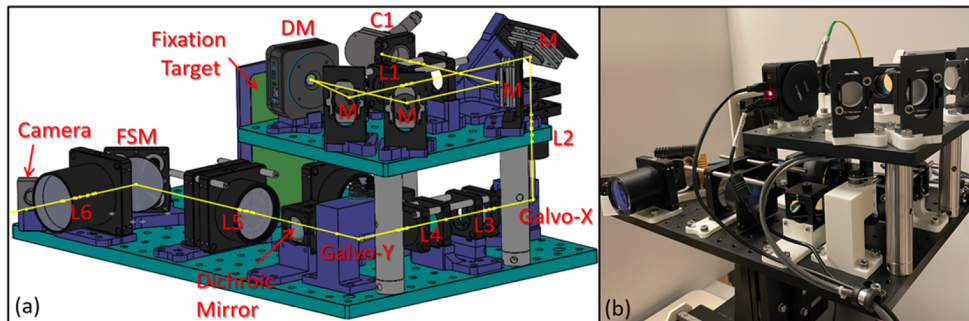 DM
C1
M
Fixation
Target
L1
M
M
M
Camera
FSM
L2
L6
L5
L4
L3
Galvo-X
Galvo-Y
Dichroic
Mirror
(a)
(b)